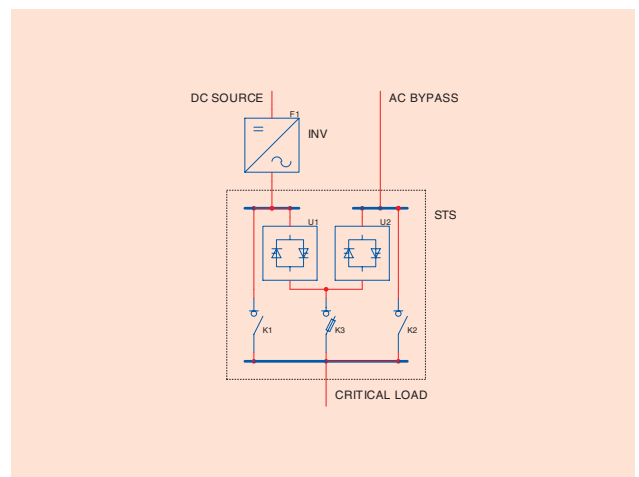 DC SOURCE
AC BYPASS
F1
INV
STS
U1
U2
K1
K3
K2
CRITICAL LOAD